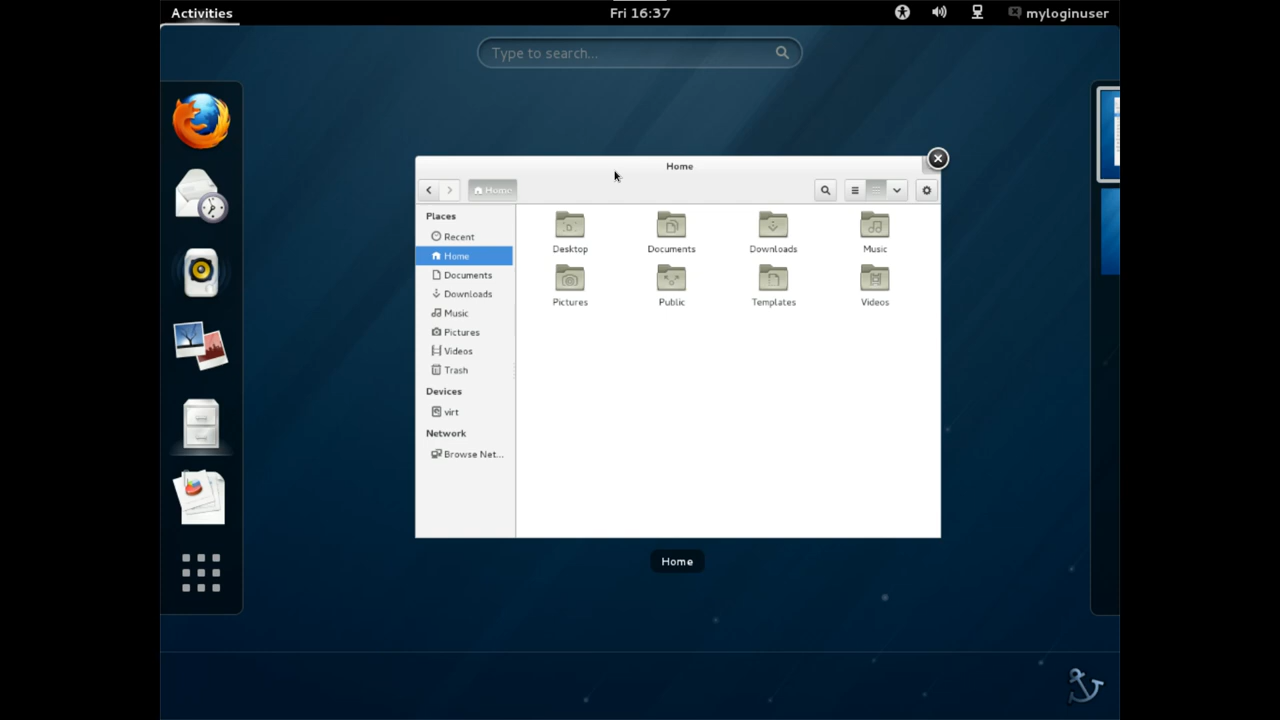 Activities
Fri 16:37
myloginuser
Type to search...
Home
Home
Places
Recent
Home
Documents
Downloads
Music
Pictures
Videos
Trash
Devices
virt
Network
Browse Net...
Desktop
Documents
Downloads
Music
Pictures
Public
Templates
Videos
Home